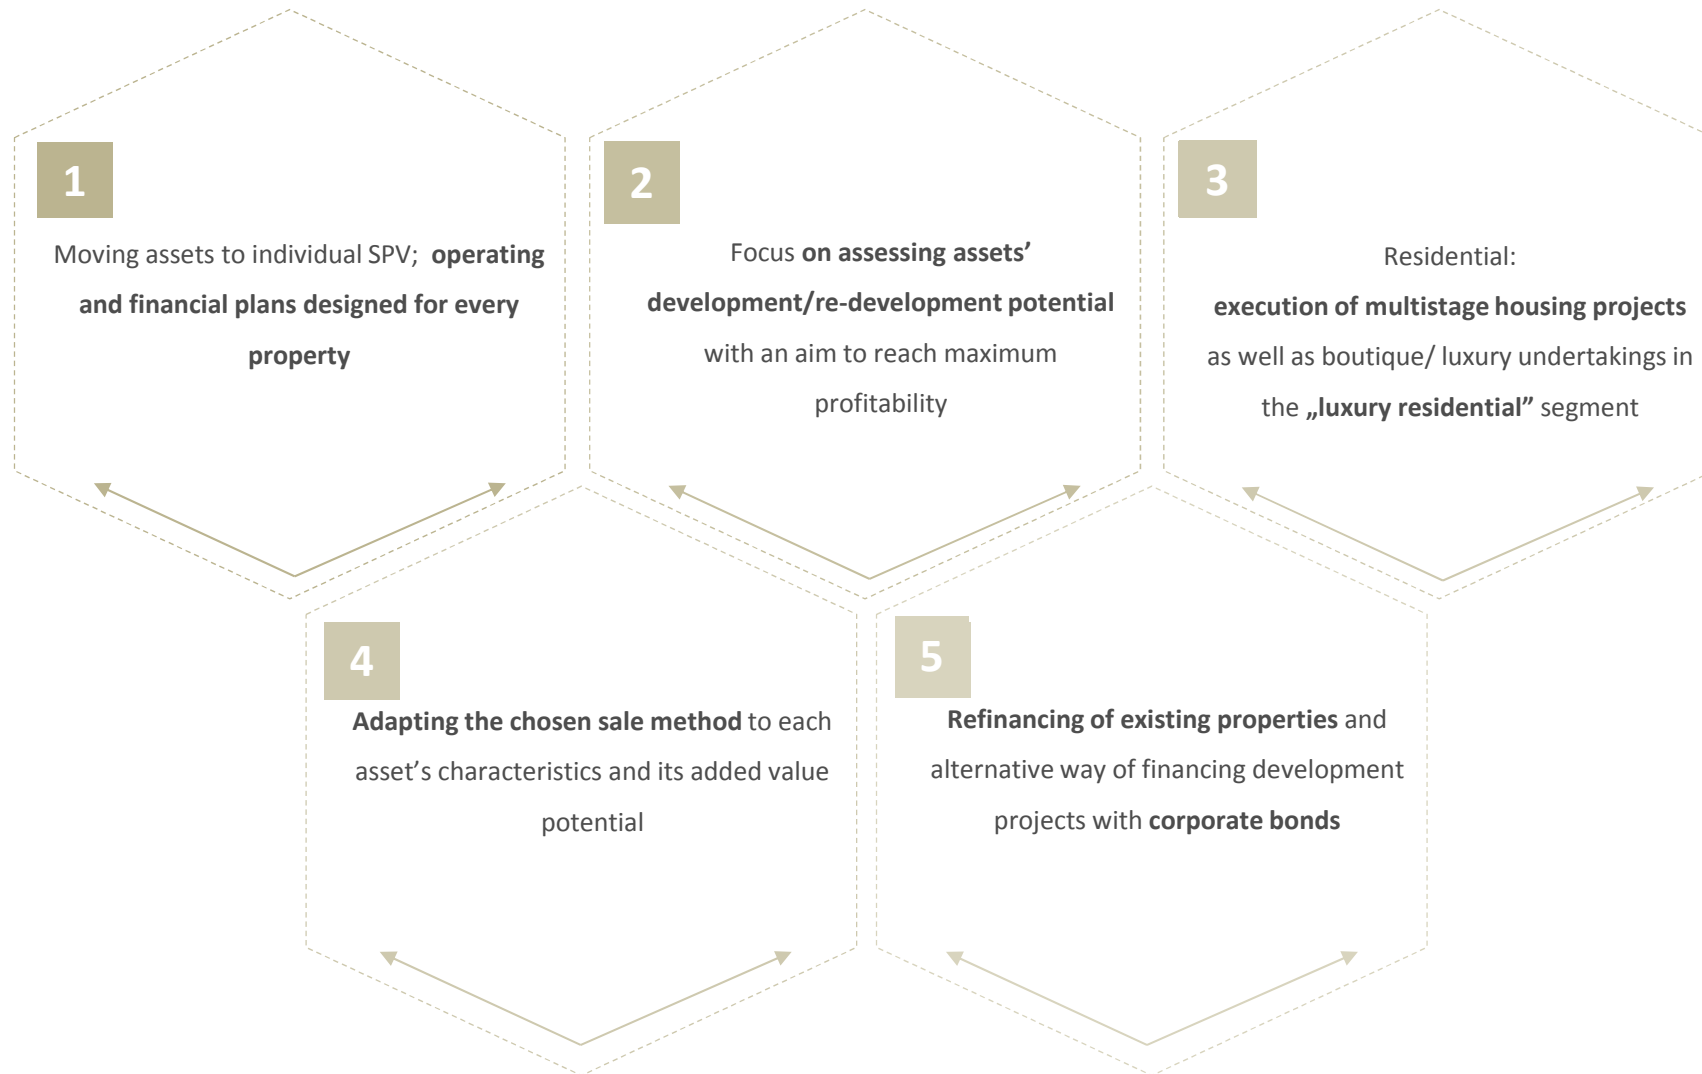 1
Moving assets to individual SPV; operating
and financial plans designed for every
property
2
Focus on assessing assets’
development/re-development potential
with an aim to reach maximum
profitability
3
Residential:
execution of multistage housing projects
as well as boutique/ luxury undertakings in
the „luxury residential” segment
4
Adapting the chosen sale method to each
asset’s characteristics and its added value
potential
5
Refinancing of existing properties and
alternative way of financing development
projects with corporate bonds